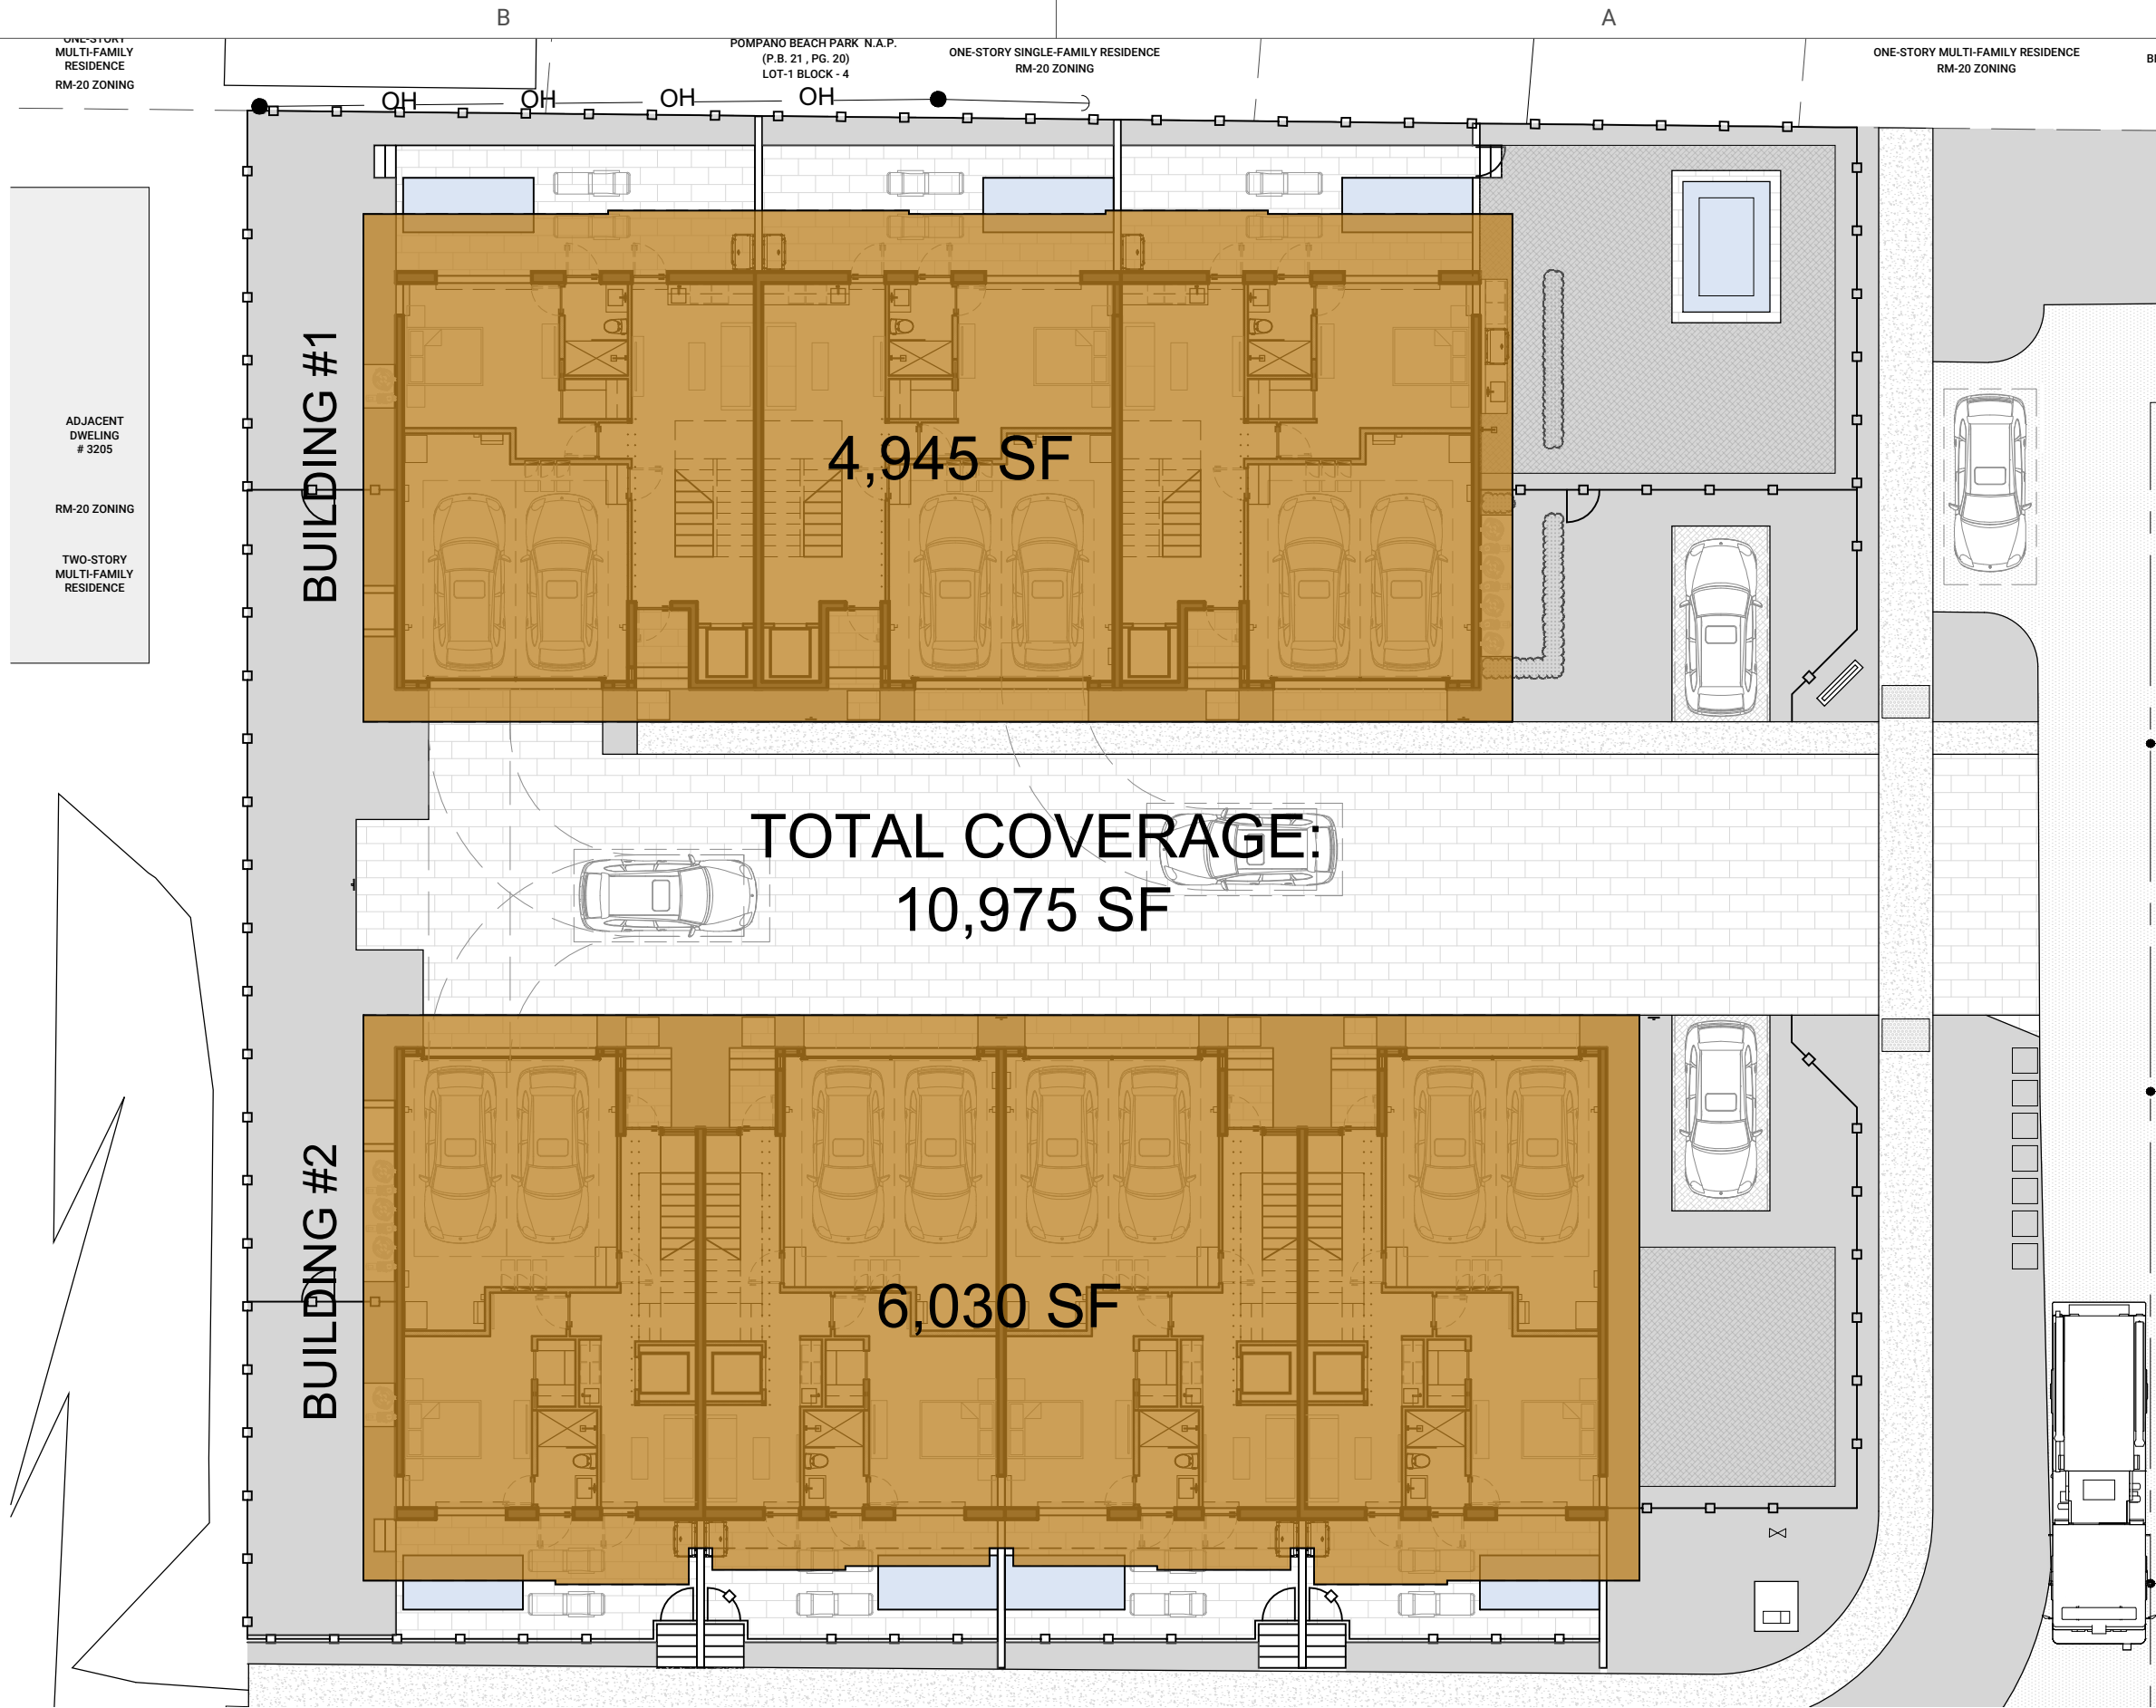 B
A
ONE-STORY
MULTI-FAMILY
RESIDENCE
RM-20 ZONING
POMPANO BEACH PARK N.A.P.
(P.B. 21 , PG. 20)
LOT-1 BLOCK - 4
ONE-STORY SINGLE-FAMILY RESIDENCE
RM-20 ZONING
ONE-STORY MULTI-FAMILY RESIDENCE
RM-20 ZONING
OH
OH
OH
OH
ADJACENT
DWELING
# 3205
RM-20 ZONING
TWO-STORY
MULTI-FAMILY
RESIDENCE
BUILDING #1
4,945 SF
TOTAL COVERAGE:
10,975 SF
BUILDING #2
6,030 SF